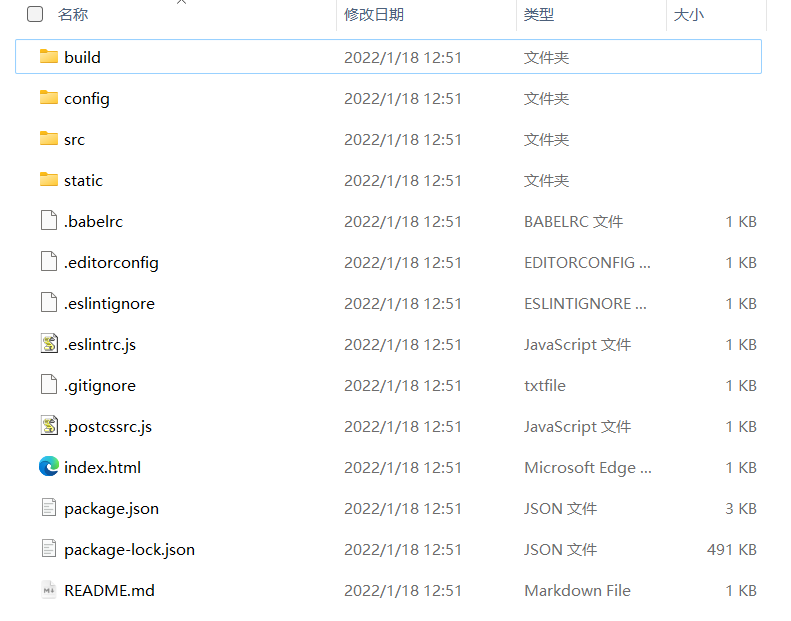 名称 修改日期 类型 大小
build 2022/1/18 12:51 文件夹
config 2022/1/18 12:51 文件夹
src 2022/1/18 12:51 文件夹
static 2022/1/18 12:51 文件夹
.babelrc 2022/1/18 12:51 BABELRC 文件 1 KB
.editorconfig 2022/1/18 12:51 EDITORCONFIG ... 1 KB
.eslintignore 2022/1/18 12:51 ESLINTIGNORE ... 1 KB
.eslintrc.js 2022/1/18 12:51 JavaScript 文件 1 KB
.gitignore 2022/1/18 12:51 txtfile 1 KB
.postcssrc.js 2022/1/18 12:51 JavaScript 文件 1 KB
index.html 2022/1/18 12:51 Microsoft Edge ... 1 KB
package.json 2022/1/18 12:51 JSON 文件 3 KB
package-lock.json 2022/1/18 12:51 JSON 文件 491 KB
README.md 2022/1/18 12:51 Markdown File 1 KB